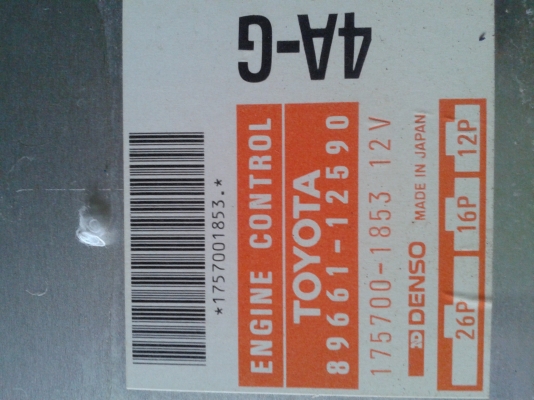 4A-G
ENGINE CONTROL
TOYOTA
89661-12590
175700-1853 12V
DENSO MADE IN JAPAN
26P 16P 12P
*1757001853.*